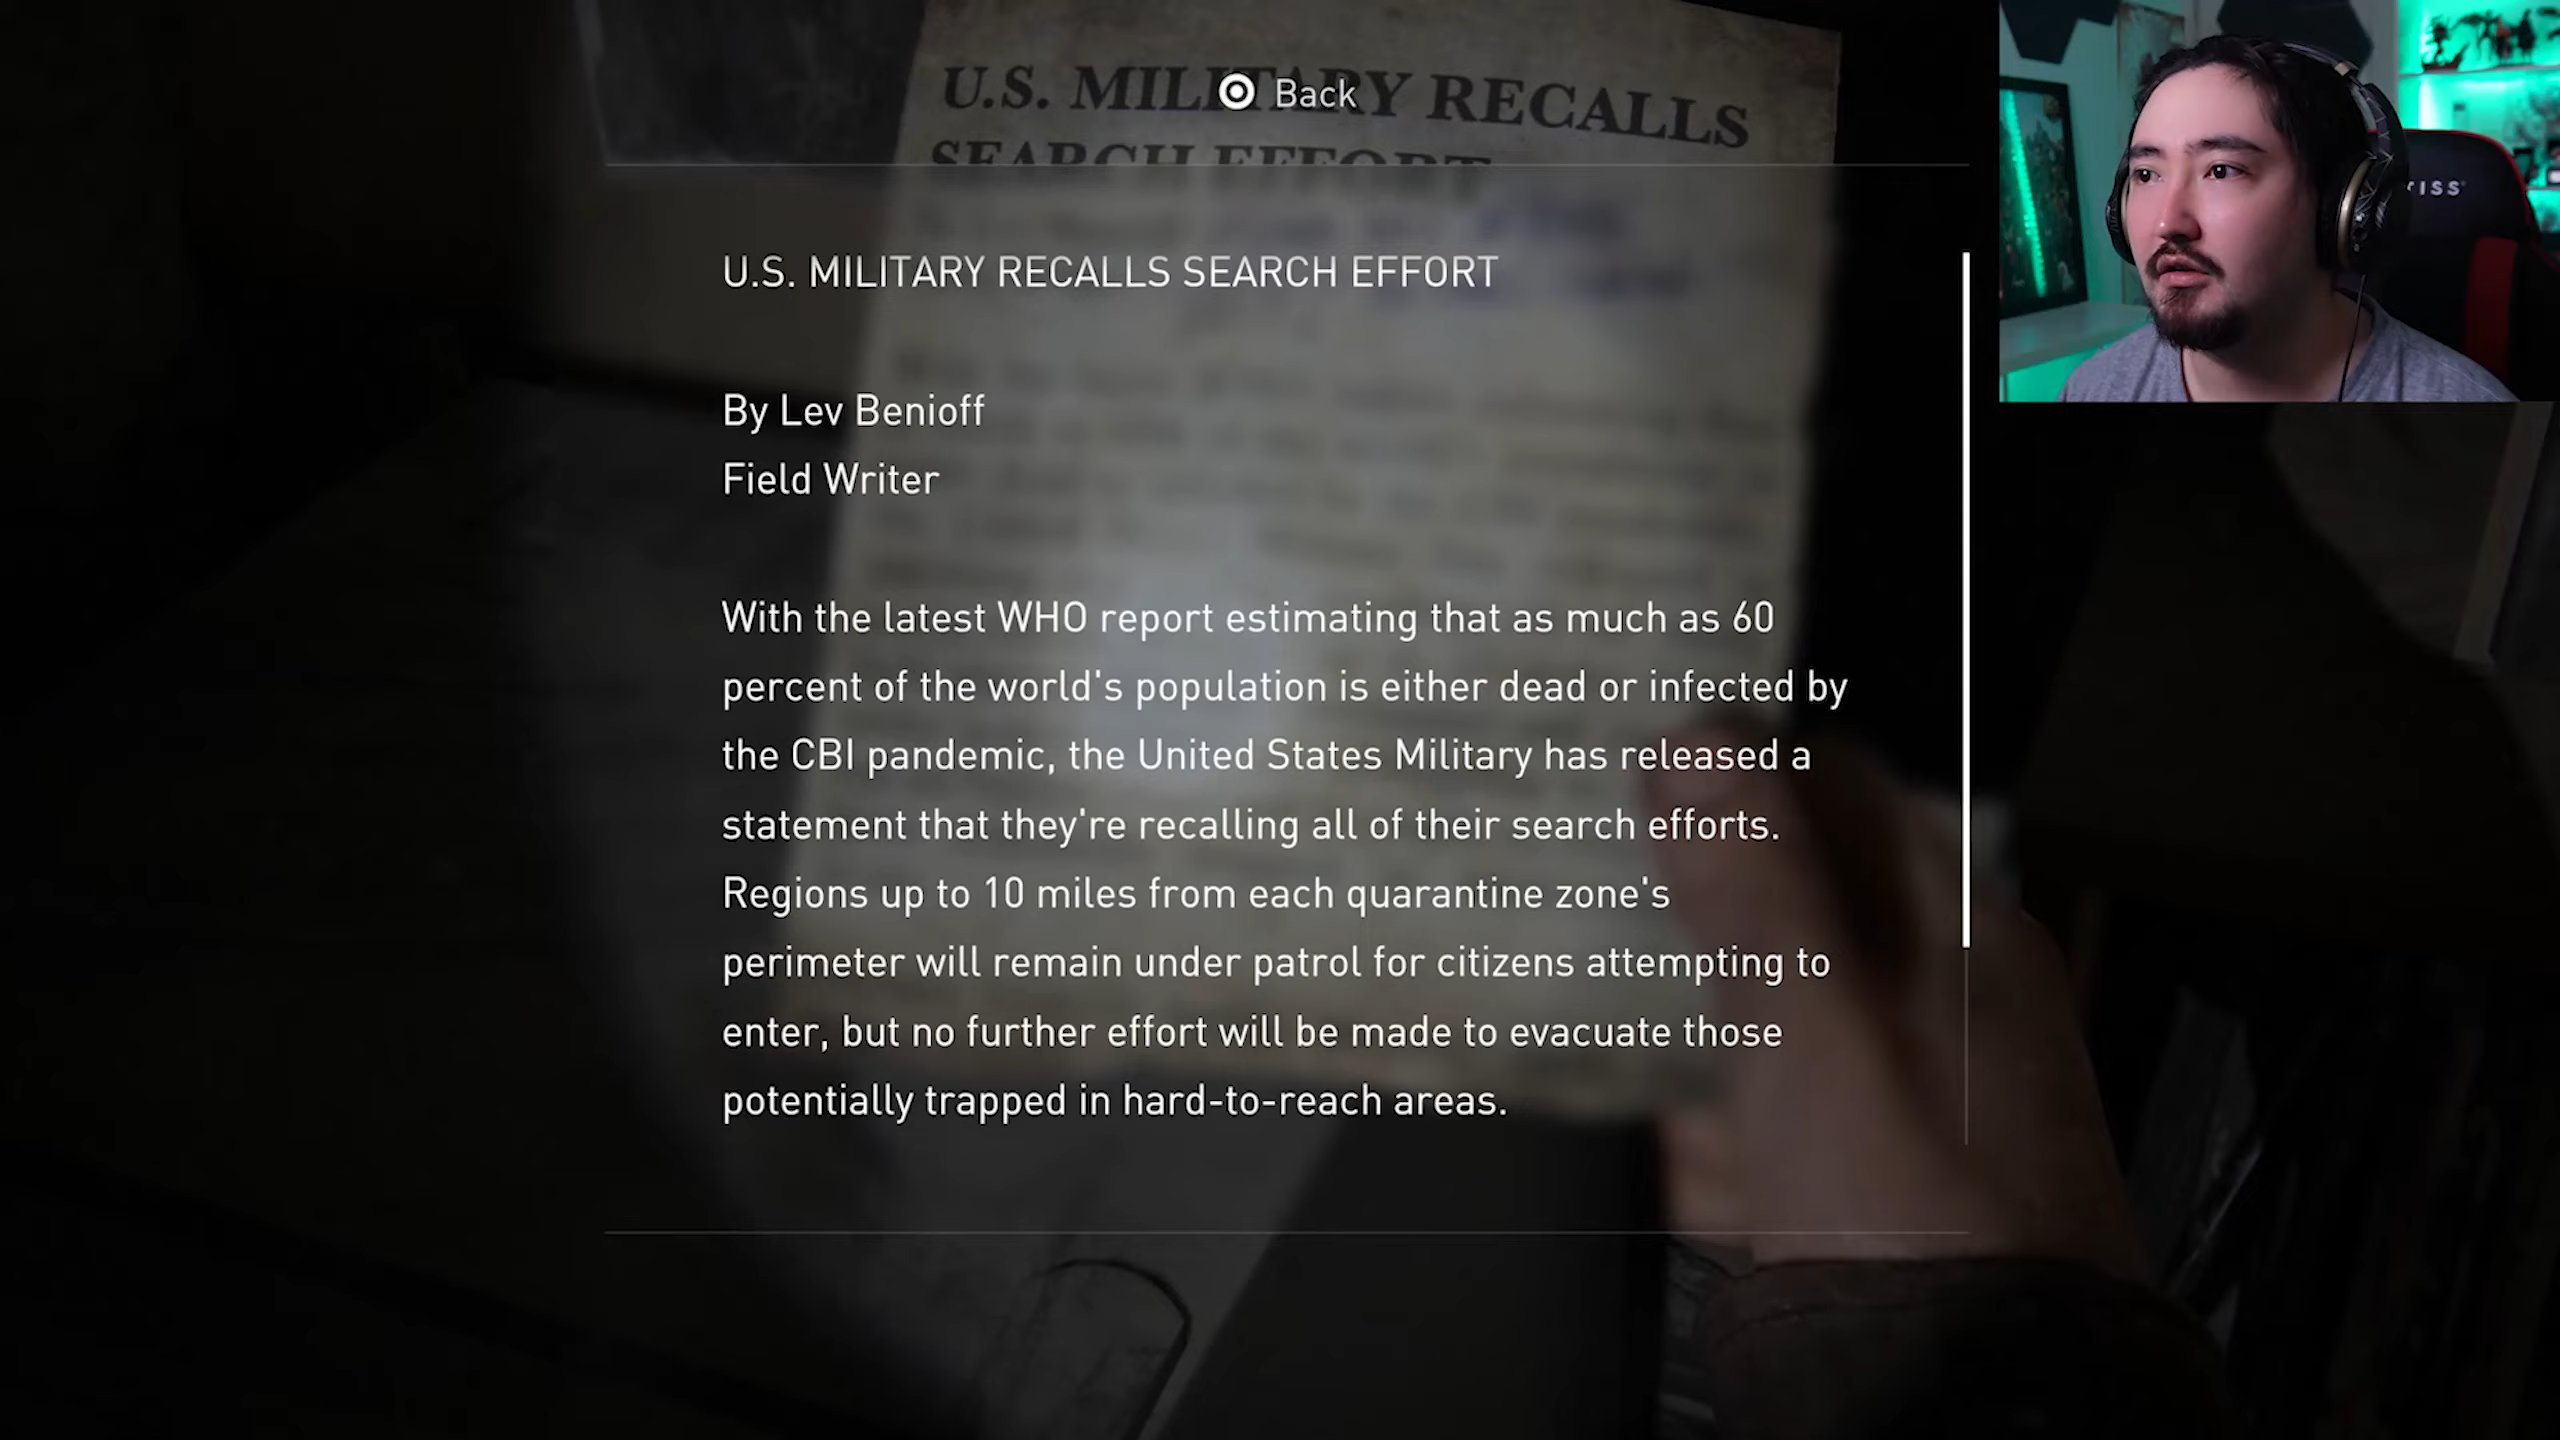 U.S. MILITARY RECALLS
SEARCH EFFORT
Back
U.S. MILITARY RECALLS SEARCH EFFORT
By Lev Benioff
Field Writer
With the latest WHO report estimating that as much as 60
percent of the world's population is either dead or infected by
the CBI pandemic, the United States Military has released a
statement that they're recalling all of their search efforts.
Regions up to 10 miles from each quarantine zone's
perimeter will remain under patrol for citizens attempting to
enter, but no further effort will be made to evacuate those
potentially trapped in hard-to-reach areas.